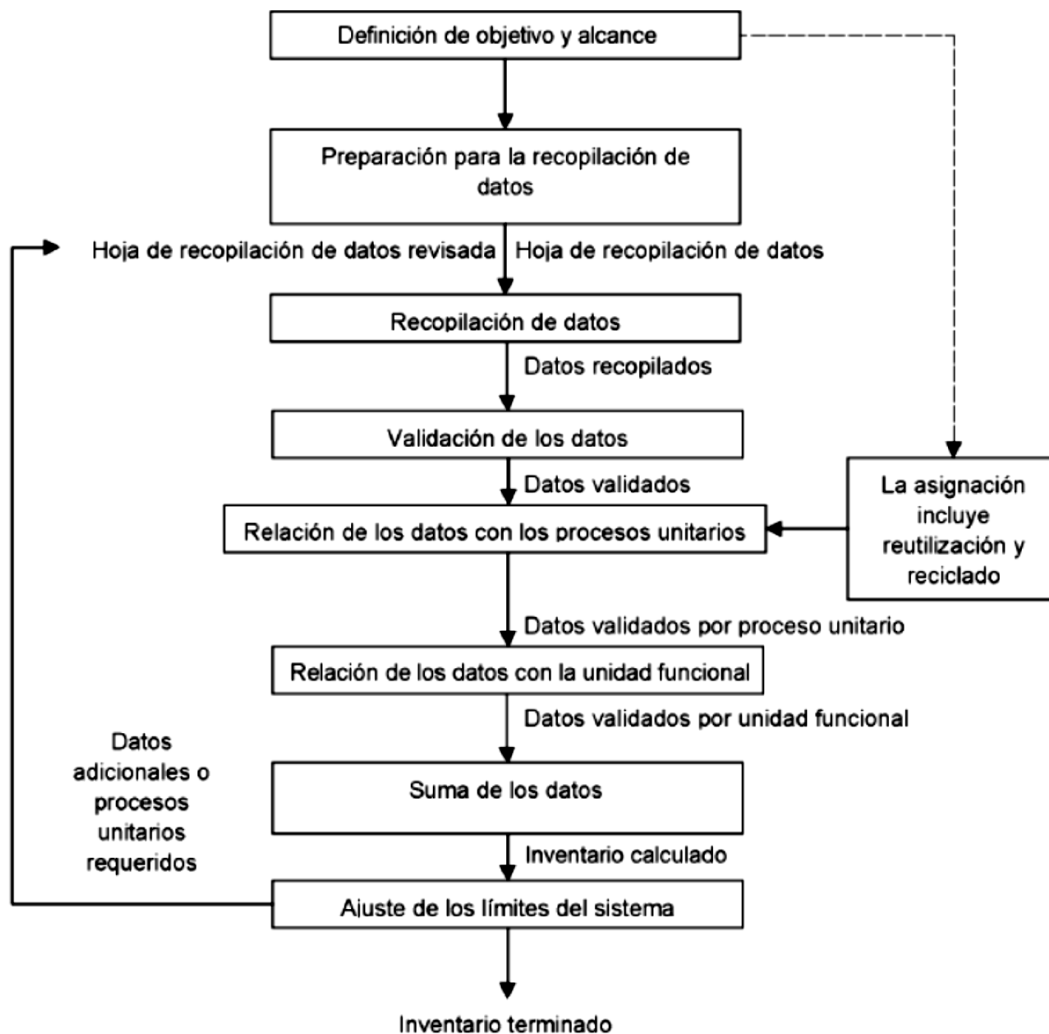 Definición de objetivo y alcance
Preparación para la recopilación de
datos
Hoja de recopilación de datos revisada
Hoja de recopilación de datos
Recopilación de datos
Datos recopilados
Validación de los datos
Datos validados
La asignación
incluye
reutilización y
reciclado
Relación de los datos con los procesos unitarios
Datos validados por proceso unitario
Relación de los datos con la unidad funcional
Datos validados por unidad funcional
Datos
adicionales o
procesos
unitarios
requeridos
Suma de los datos
Inventario calculado
Ajuste de los límites del sistema
Inventario terminado